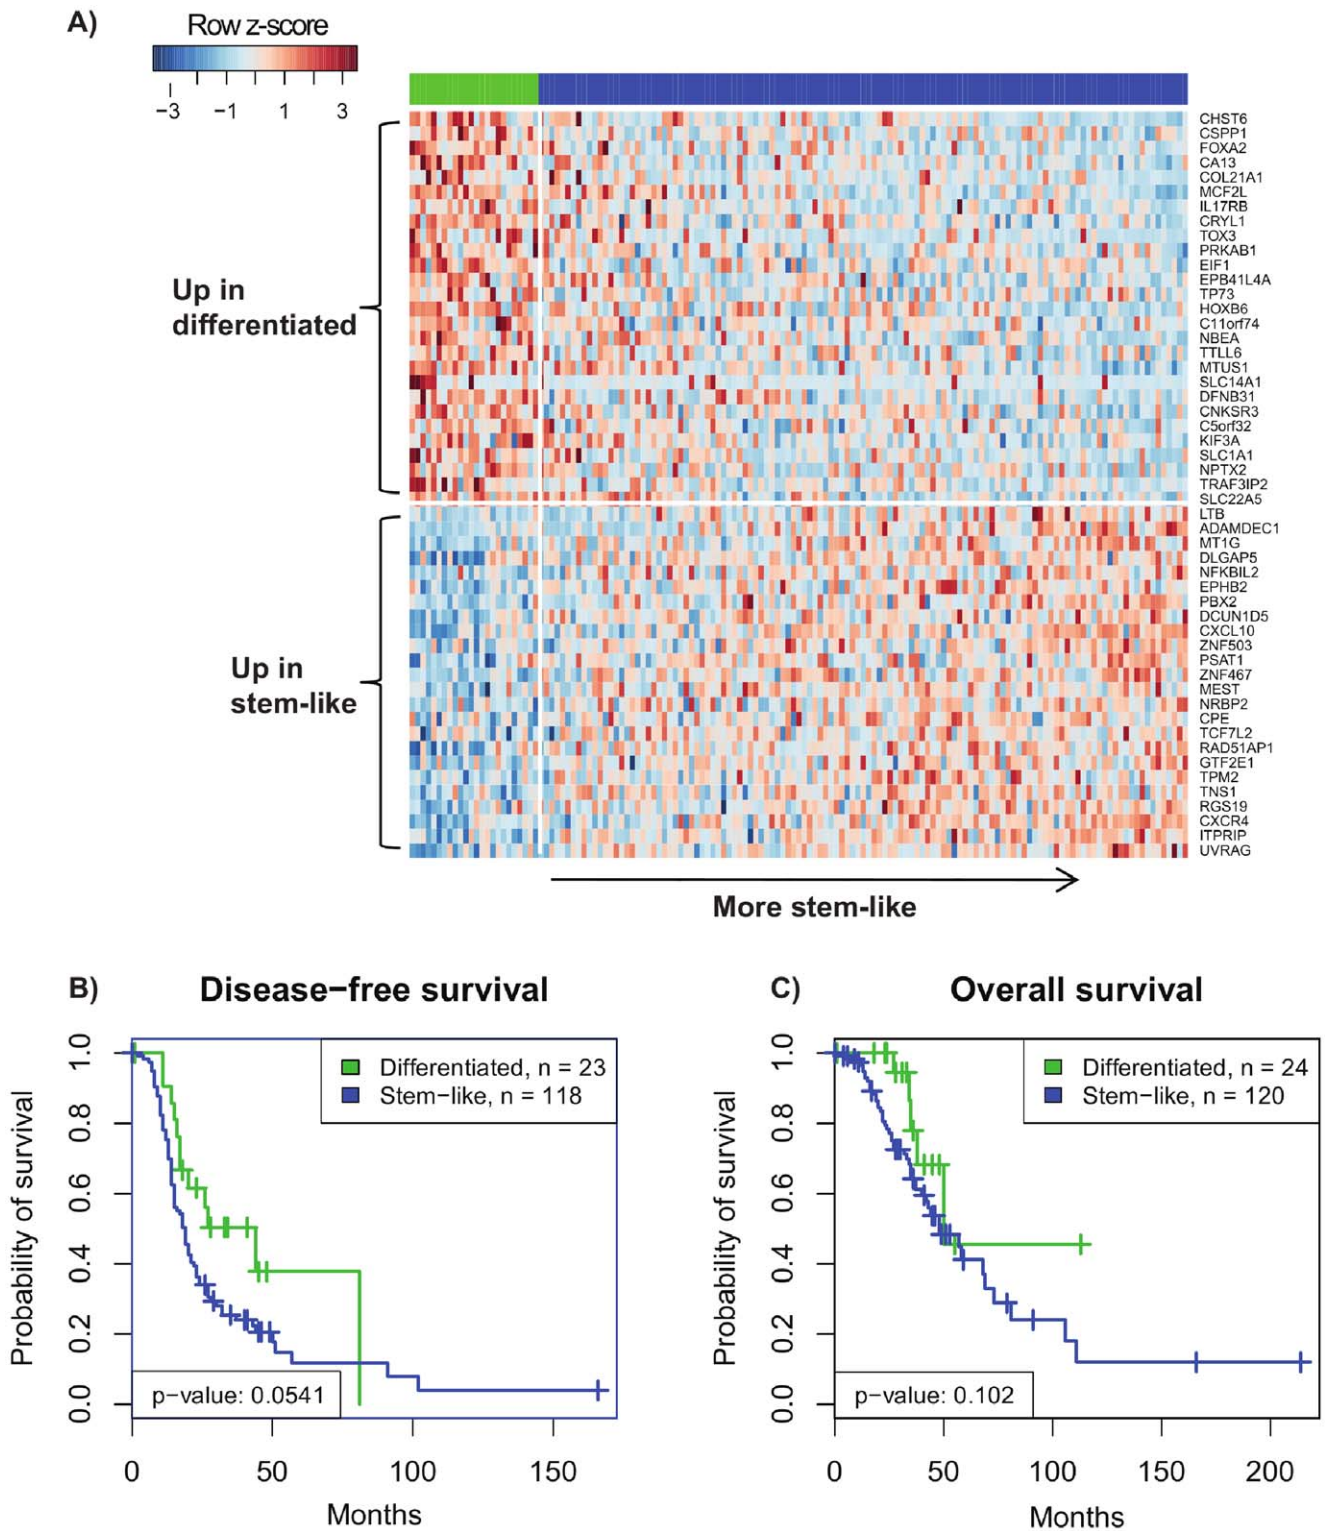 A)
Row z-score
−3 −1 1 3
Up in
differentiated
CHST6
CSPP1
FOXA2
CA13
COL21A1
MCF2L
IL17RB
CRYL1
TOX3
PRKAB1
EIF1
EPB41L4A
TP73
HOXB6
C11orf74
NBEA
TTLL6
MTUS1
SLC14A1
DFNB31
CNKSR3
C5orf32
KIF3A
SLC1A1
NPTX2
TRAF3IP2
SLC22A5
Up in
stem-like
LTB
ADAMDEC1
MT1G
DLGAP5
NFKBIL2
EPHB2
PBX2
DCUN1D5
CXCL10
ZNF503
PSAT1
ZNF467
MEST
NRBP2
CPE
TCF7L2
RAD51AP1
GTF2E1
TPM2
TNS1
RGS19
CXCR4
ITPRIP
UVRAG
More stem-like
B)
Disease−free survival
Differentiated, n = 23
Stem−like, n = 118
Probability of survival
1.0
0.8
0.6
0.4
0.2
0.0
p−value: 0.0541
0 50 100 150
Months
C)
Overall survival
Differentiated, n = 24
Stem−like, n = 120
Probability of survival
1.0
0.8
0.6
0.4
0.2
0.0
p−value: 0.102
0 50 100 150 200
Months